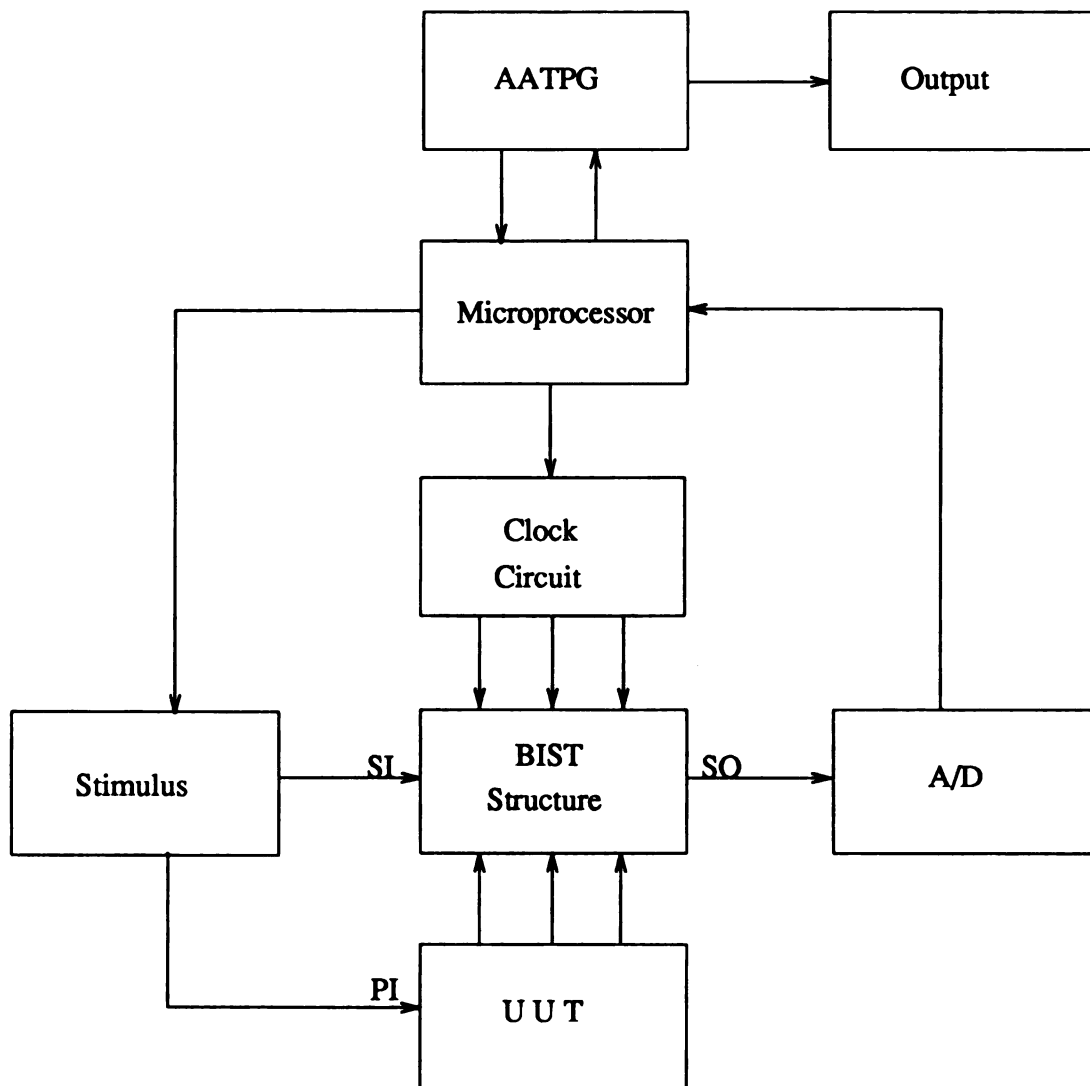 AATPG
Output
Microprocessor
Clock
Circuit
Stimulus
SI
BIST
Structure
SO
A/D
PI
U U T